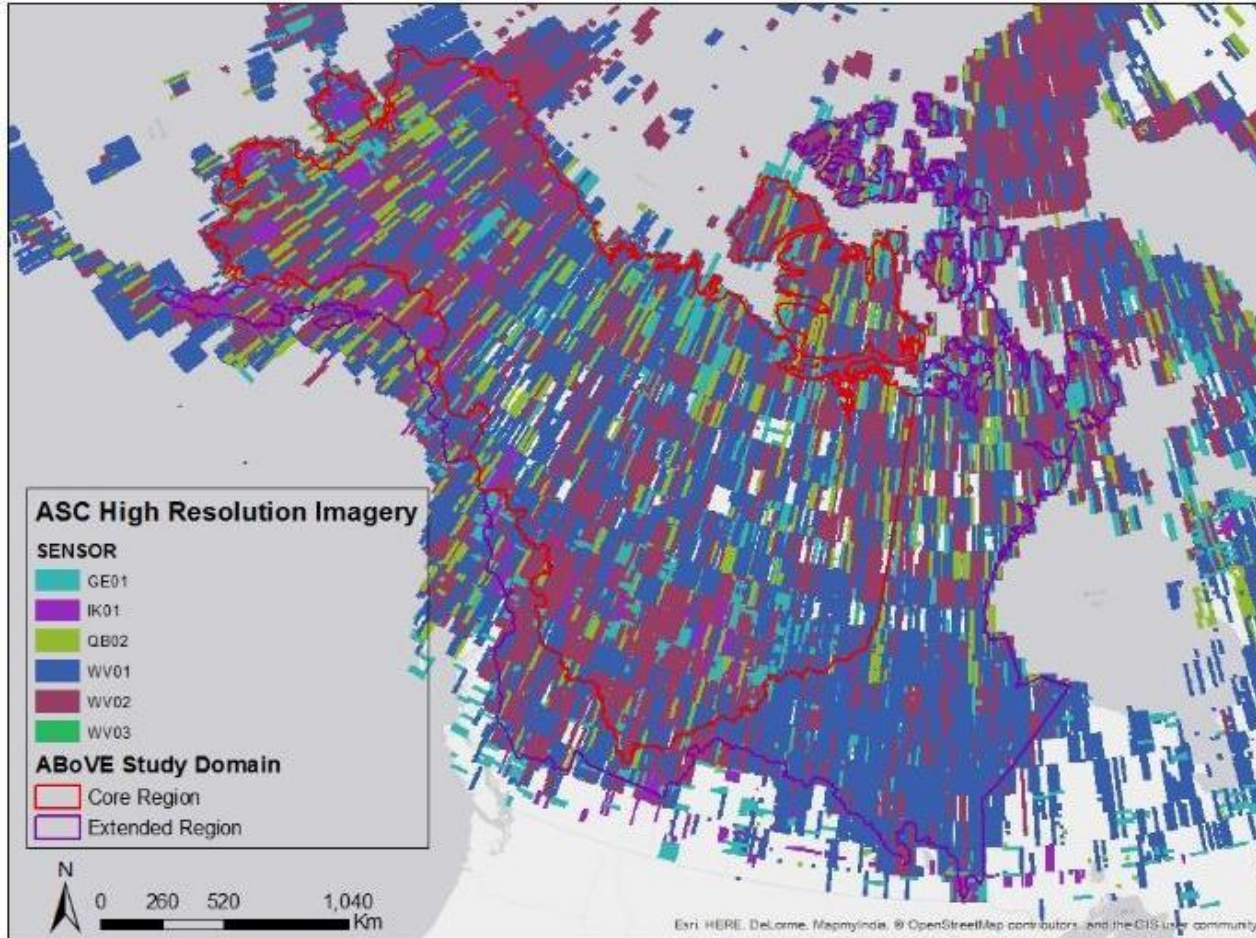 ASC High Resolution Imagery
SENSOR
GE01
IK01
QB02
WV01
WV02
WV03
ABoVE Study Domain
Core Region
Extended Region
N
0 260 520 1,040
Km
Esri, HERE, DeLorme, MapmyIndia, © OpenStreetMap contributors, and the GIS user community